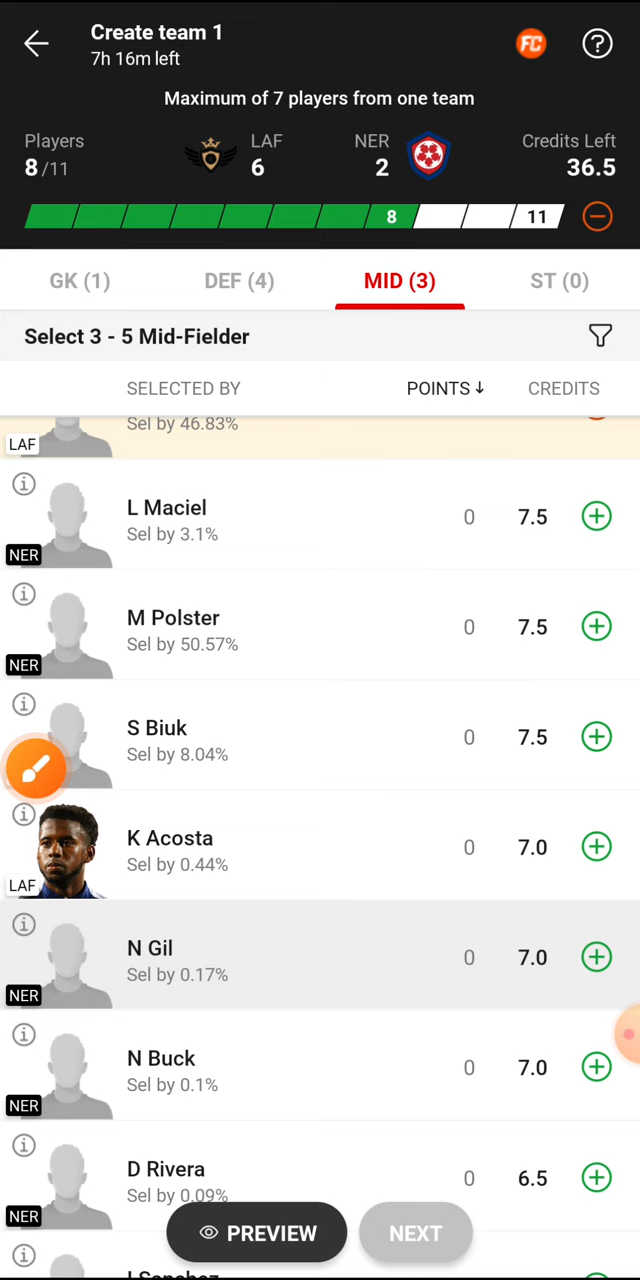 Create team 1
7h 16m left
FC
?
Maximum of 7 players from one team
Players
8/11
LAF
6
NER
2
Credits Left
36.5
8
11
GK (1)
DEF (4)
MID (3)
ST (0)
Select 3 - 5 Mid-Fielder
SELECTED BY
POINTS ↓
CREDITS
Sel by 46.83%
LAF
L Maciel
Sel by 3.1%
0
7.5
NER
M Polster
Sel by 50.57%
0
7.5
NER
S Biuk
Sel by 8.04%
0
7.5
K Acosta
Sel by 0.44%
0
7.0
LAF
N Gil
Sel by 0.17%
0
7.0
NER
N Buck
Sel by 0.1%
0
7.0
NER
D Rivera
Sel by 0.09%
0
6.5
NER
PREVIEW
NEXT